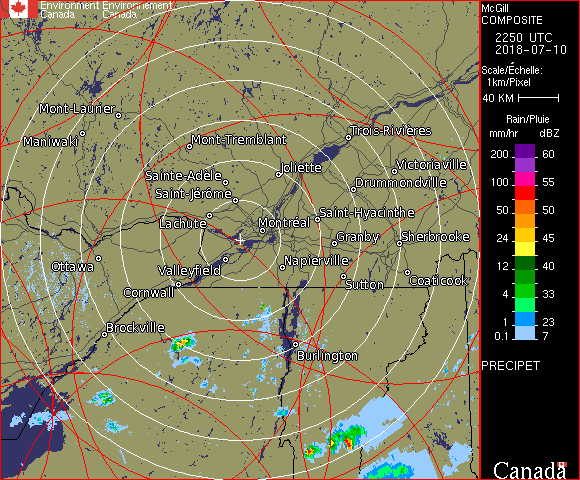 Environment Environnement
Canada Canada
McGill
COMPOSITE
2250 UTC
2018-07-10
Scale/Échelle:
1km/Pixel
40 KM
Rain/Pluie
mm/hr dBZ
200 60
150 57
100 55
50 50
24 45
12 40
4 33
1 23
0.1 7
PRECIPET
Canada
Mont-Laurier
Maniwaki
Mont-Tremblant
Trois-Rivières
Sainte-Adèle
Joliette
Victoriaville
Saint-Jérôme
Drummondville
Lachute
Montréal
Saint-Hyacinthe
Granby
Sherbrooke
Ottawa
Valleyfield
Napierville
Cornwall
Sutton
Coaticook
Brockville
Burlington